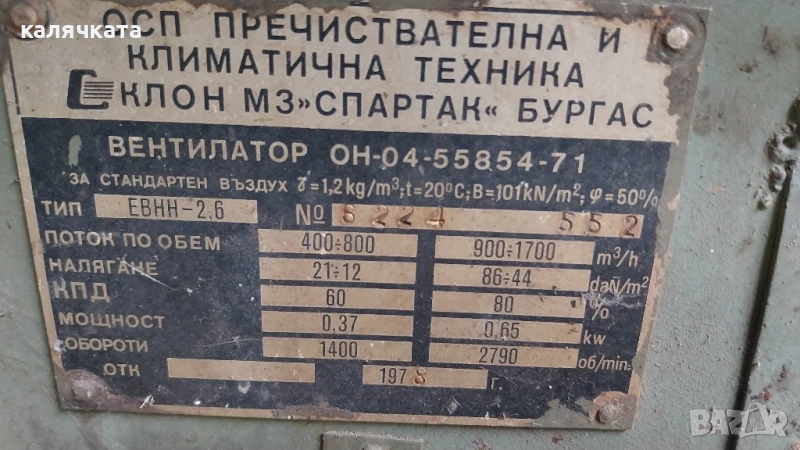 калячката
ОСП ПРЕЧИСТВАТЕЛНА И
КЛИМАТИЧНА ТЕХНИКА
КЛОН МЗ»СПАРТАК« БУРГАС
ВЕНТИЛАТОР ОН-04-55854-71
ЗА СТАНДАРТЕН ВЪЗДУХ γ=1,2kg/m³;t=20°C;B=101kN/m²,φ=50%
ТИП ЕВНН-2,6 № 5224 552
ПОТОК ПО ОБЕМ 400÷800 900÷1700 m³/h
НАЛЯГАНЕ 21÷12 86÷44 daN/m²
КПД 60 80 %
МОЩНОСТ 0,37 0,65 kw
ОБОРОТИ 1400 2790 об/min.
ОТК 1978 г.
BAZAR